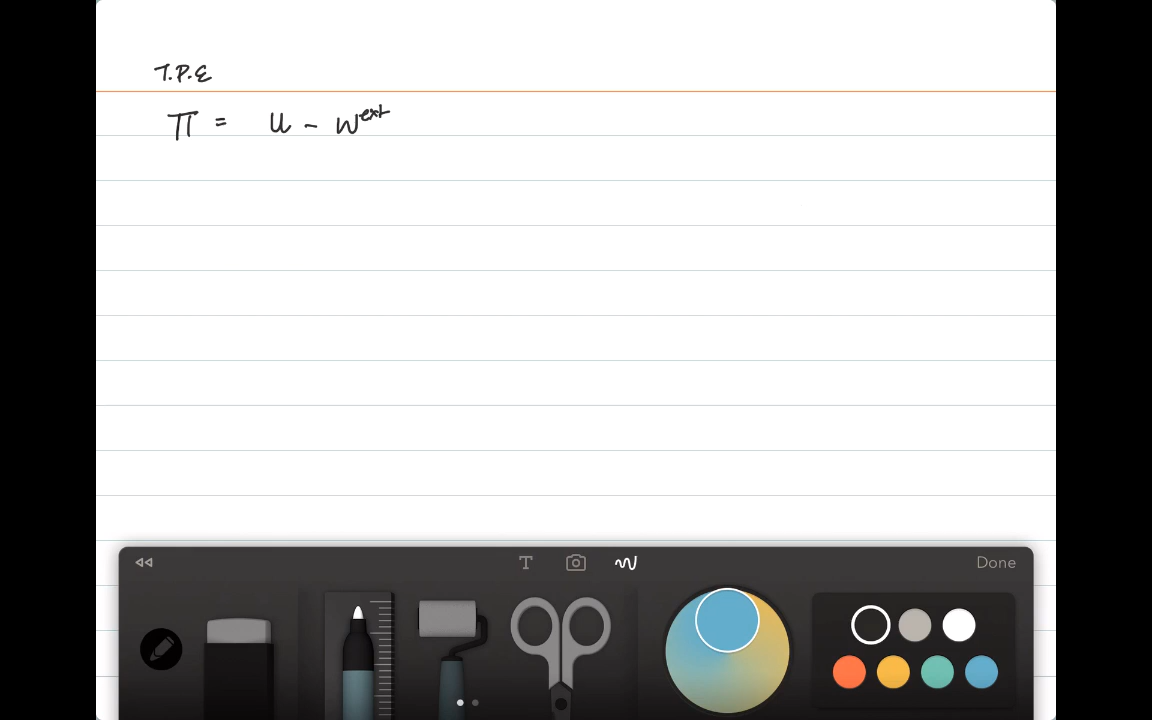 T.P.E
Π = U - W^ext
T
Done